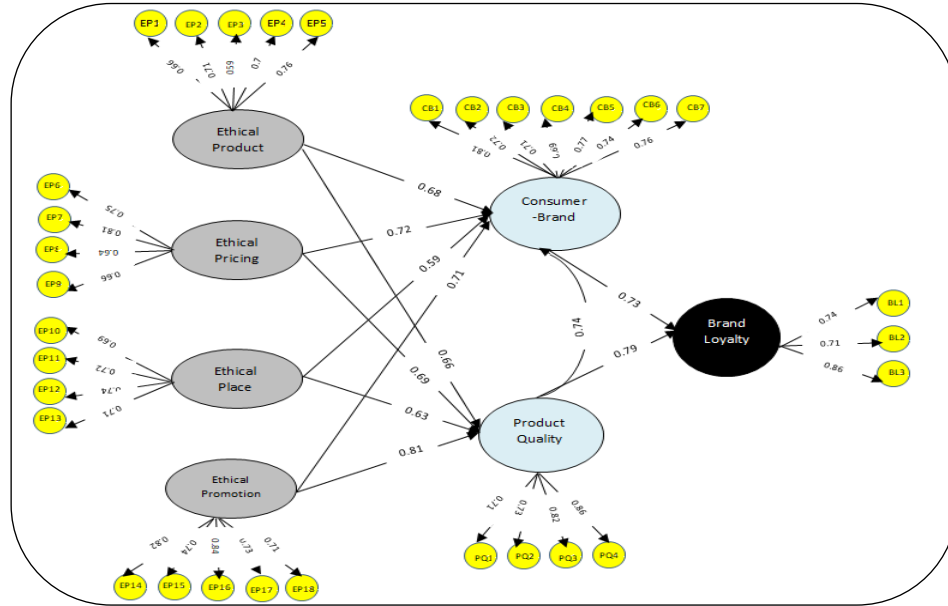 EP1 EP2 EP3 EP4 EP5
0.66 0.71 0.59 0.7 0.76
Ethical
Product
CB1 CB2 CB3 CB4 CB5 CB6 CB7
0.81 0.72 0.71 0.69 0.77 0.74 0.76
Consumer
-Brand
EP6
EP7
EP8
EP9
0.75
0.81
0.64
0.66
Ethical
Pricing
0.68
0.72
0.59
0.71
EP10
EP11
EP12
EP13
0.69
0.72
0.74
0.71
Ethical
Place
0.66
0.69
0.63
0.81
0.74
0.73
0.79
Brand
Loyalty
0.74
0.71
0.86
BL1
BL2
BL3
Product
Quality
0.71 0.73 0.82 0.86
PQ1 PQ2 PQ3 PQ4
Ethical
Promotion
0.82 0.74 0.84 0.73 0.71
EP14 EP15 EP16 EP17 EP18